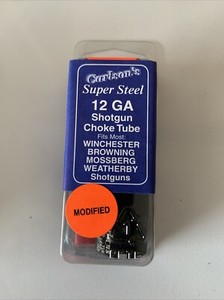 Carlson's
Super Steel
12 GA
Shotgun
Choke Tube
Fits Most:
WINCHESTER
BROWNING
MOSSBERG
WEATHERBY
Shotguns
MODIFIED